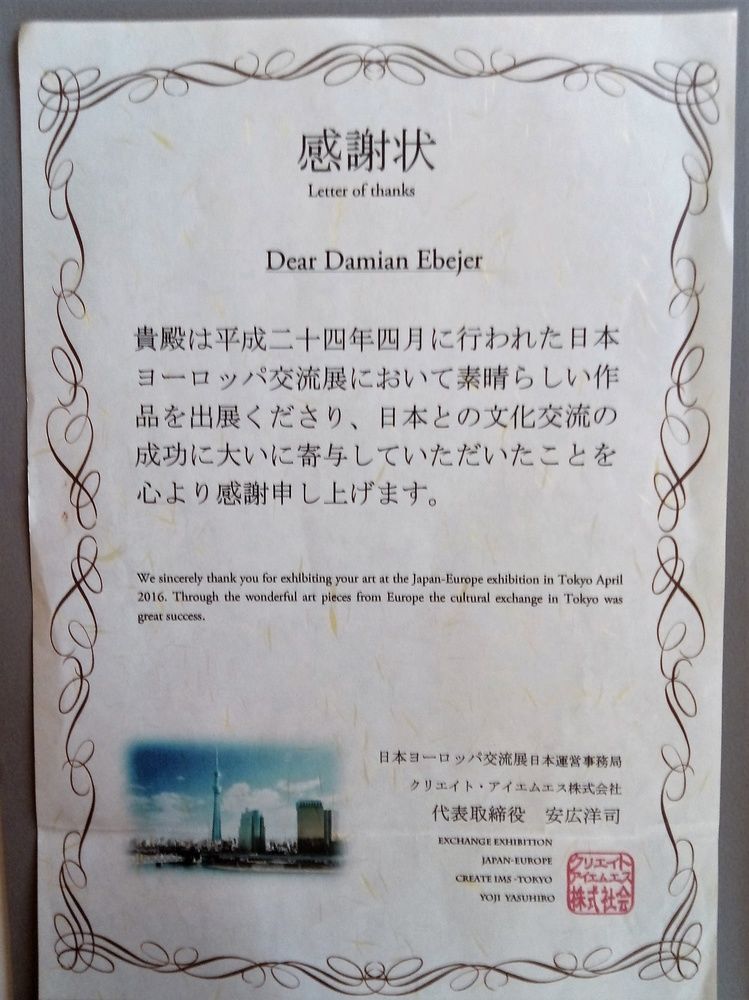 感謝状
Letter of thanks
Dear Damian Ebejer
貴殿は平成二十四年四月に行われた日本
ヨーロッパ交流展において素晴らしい作
品を出展くださり、日本との文化交流の
成功に大いに寄与していただいたことを
心より感謝申し上げます。
We sincerely thank you for exhibiting your art at the Japan-Europe exhibition in Tokyo April
2016. Through the wonderful art pieces from Europe the cultural exchange in Tokyo was
great success.
日本ヨーロッパ交流展日本運営事務局
クリエイト・アイエムエス株式会社
代表取締役　安広洋司
EXCHANGE EXHIBITION
JAPAN-EUROPE
CREATE IMS -TOKYO
YOJI YASUHIRO
クリエイト
アイエムエス
株式会社